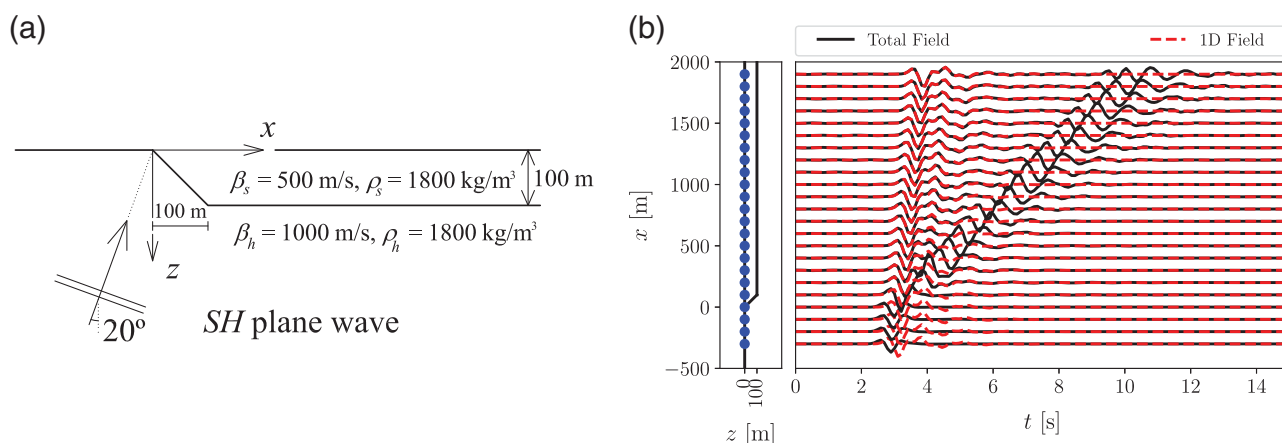 (a)
x
β_s = 500 m/s, ρ_s = 1800 kg/m³
100 m
100 m
β_h = 1000 m/s, ρ_h = 1800 kg/m³
z
20º
SH plane wave
(b)
Total Field
1D Field
2000
1500
1000
500
0
−500
x [m]
0
100
z [m]
0
2
4
6
8
10
12
14
t [s]